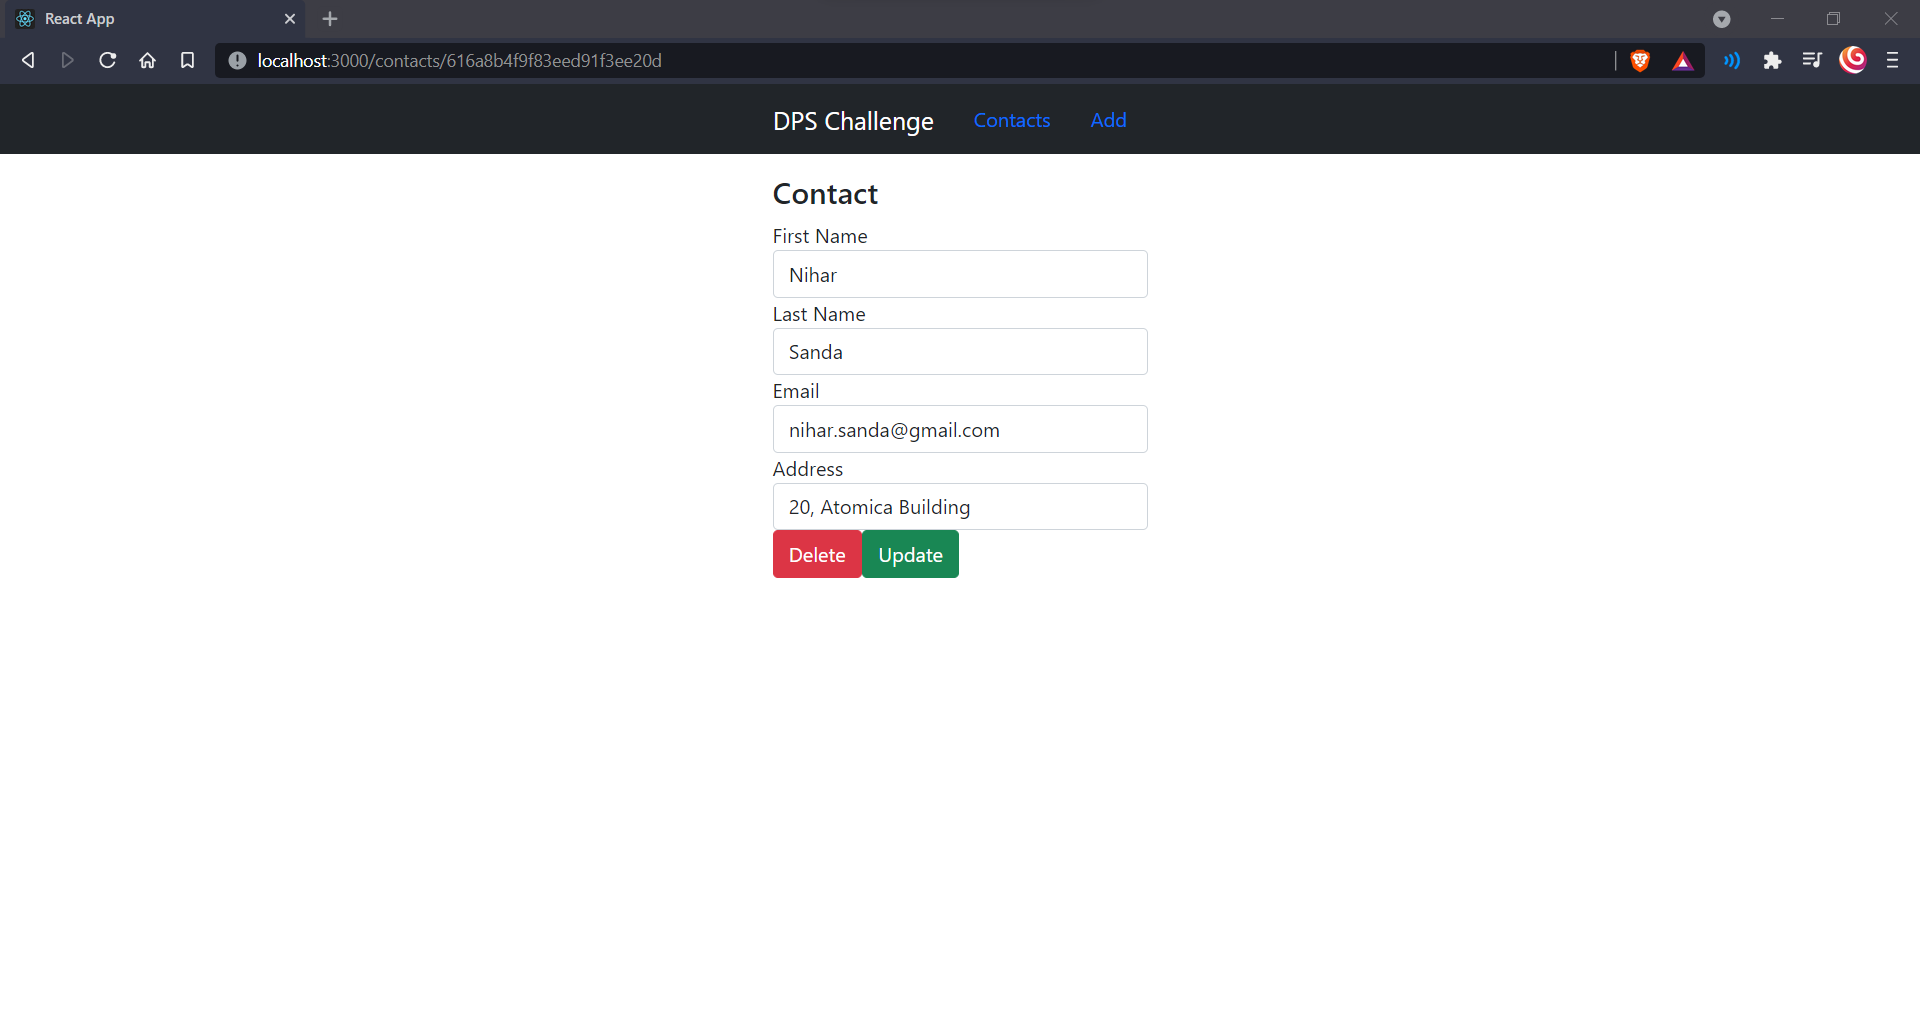 React App
localhost:3000/contacts/616a8b4f9f83eed91f3ee20d
DPS Challenge Contacts Add
Contact
First Name
Nihar
Last Name
Sanda
Email
nihar.sanda@gmail.com
Address
20, Atomica Building
Delete Update